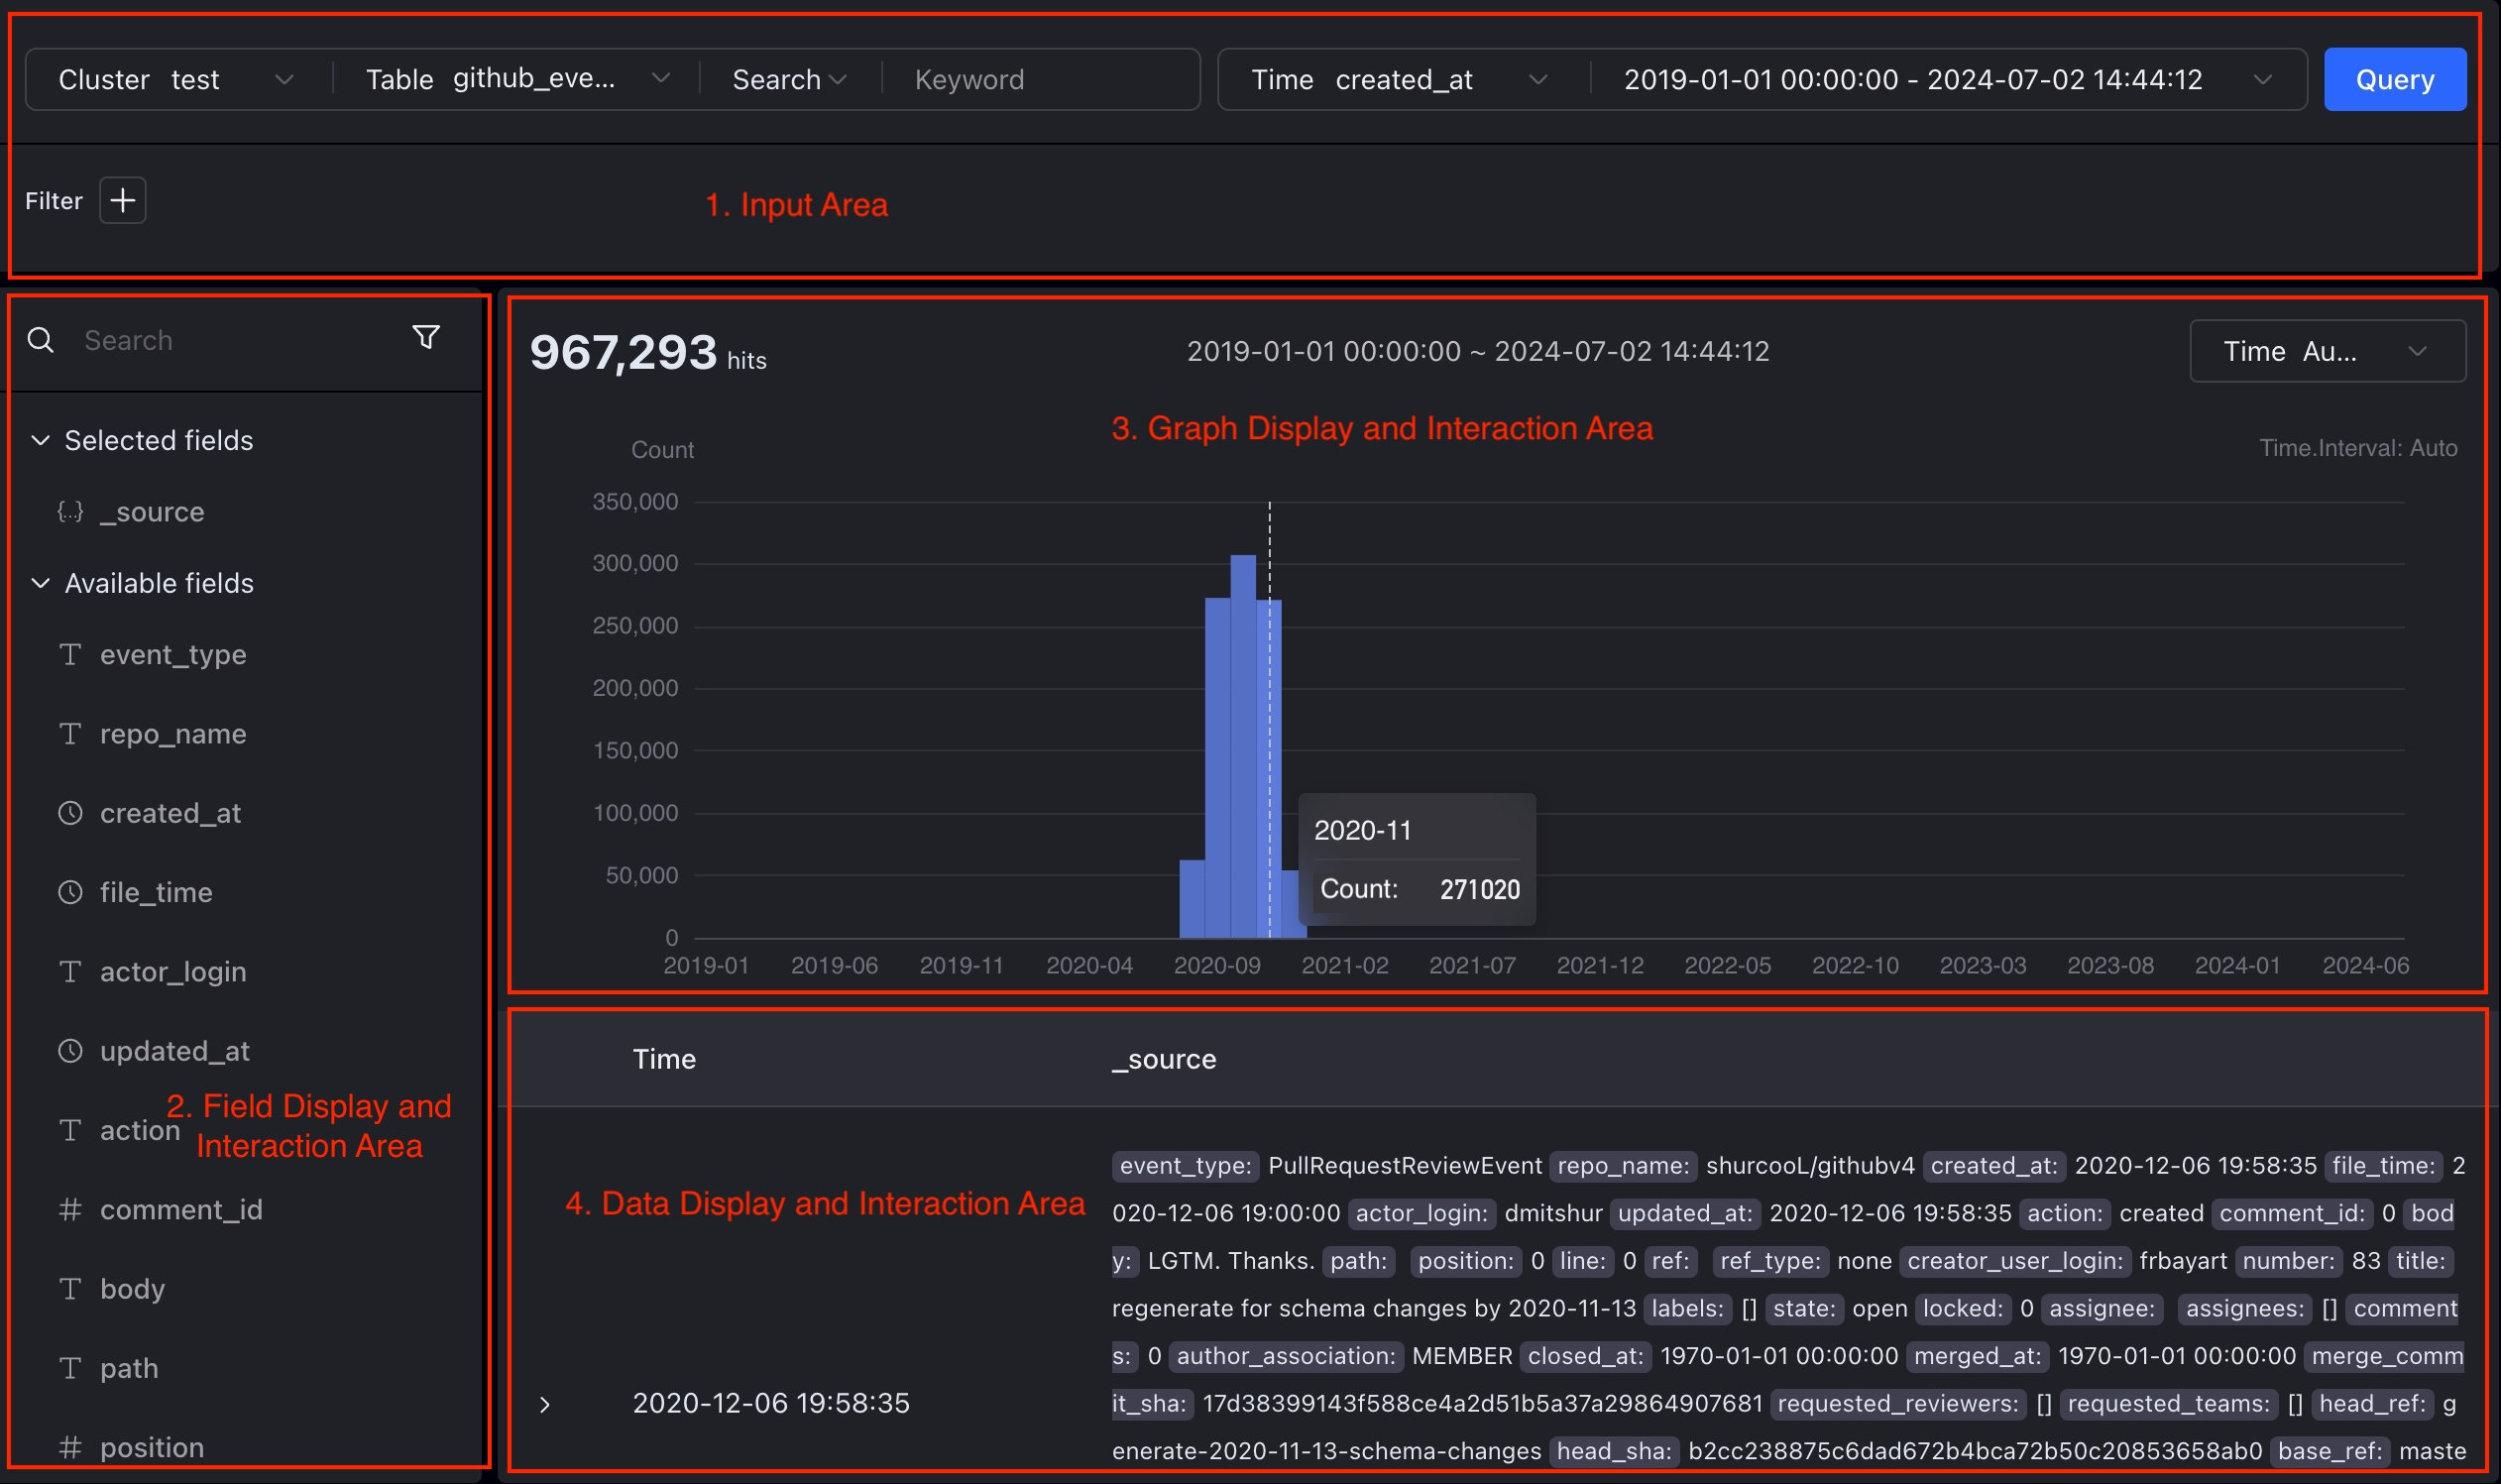 Cluster test Table github_eve... Search Keyword Time created_at 2019-01-01 00:00:00 - 2024-07-02 14:44:12 Query
Filter
1. Input Area
Search
Selected fields
{...} _source
Available fields
T event_type
T repo_name
created_at
file_time
T actor_login
updated_at
T action
2. Field Display and
Interaction Area
# comment_id
T body
T path
# position
967,293 hits
2019-01-01 00:00:00 ~ 2024-07-02 14:44:12
Time Au...
3. Graph Display and Interaction Area
Count
Time.Interval: Auto
350,000
300,000
250,000
200,000
150,000
100,000
50,000
0
2020-11
Count: 271020
2019-01 2019-06 2019-11 2020-04 2020-09 2021-02 2021-07 2021-12 2022-05 2022-10 2023-03 2023-08 2024-01 2024-06
Time _source
4. Data Display and Interaction Area
2020-12-06 19:58:35
event_type: PullRequestReviewEvent repo_name: shurcooL/githubv4 created_at: 2020-12-06 19:58:35 file_time: 2
020-12-06 19:00:00 actor_login: dmitshur updated_at: 2020-12-06 19:58:35 action: created comment_id: 0 bod
y: LGTM. Thanks. path: position: 0 line: 0 ref: ref_type: none creator_user_login: frbayart number: 83 title:
regenerate for schema changes by 2020-11-13 labels: [] state: open locked: 0 assignee: assignees: [] comment
s: 0 author_association: MEMBER closed_at: 1970-01-01 00:00:00 merged_at: 1970-01-01 00:00:00 merge_comm
it_sha: 17d38399143f588ce4a2d51b5a37a29864907681 requested_reviewers: [] requested_teams: [] head_ref: g
enerate-2020-11-13-schema-changes head_sha: b2cc238875c6dad672b4bca72b50c20853658ab0 base_ref: maste